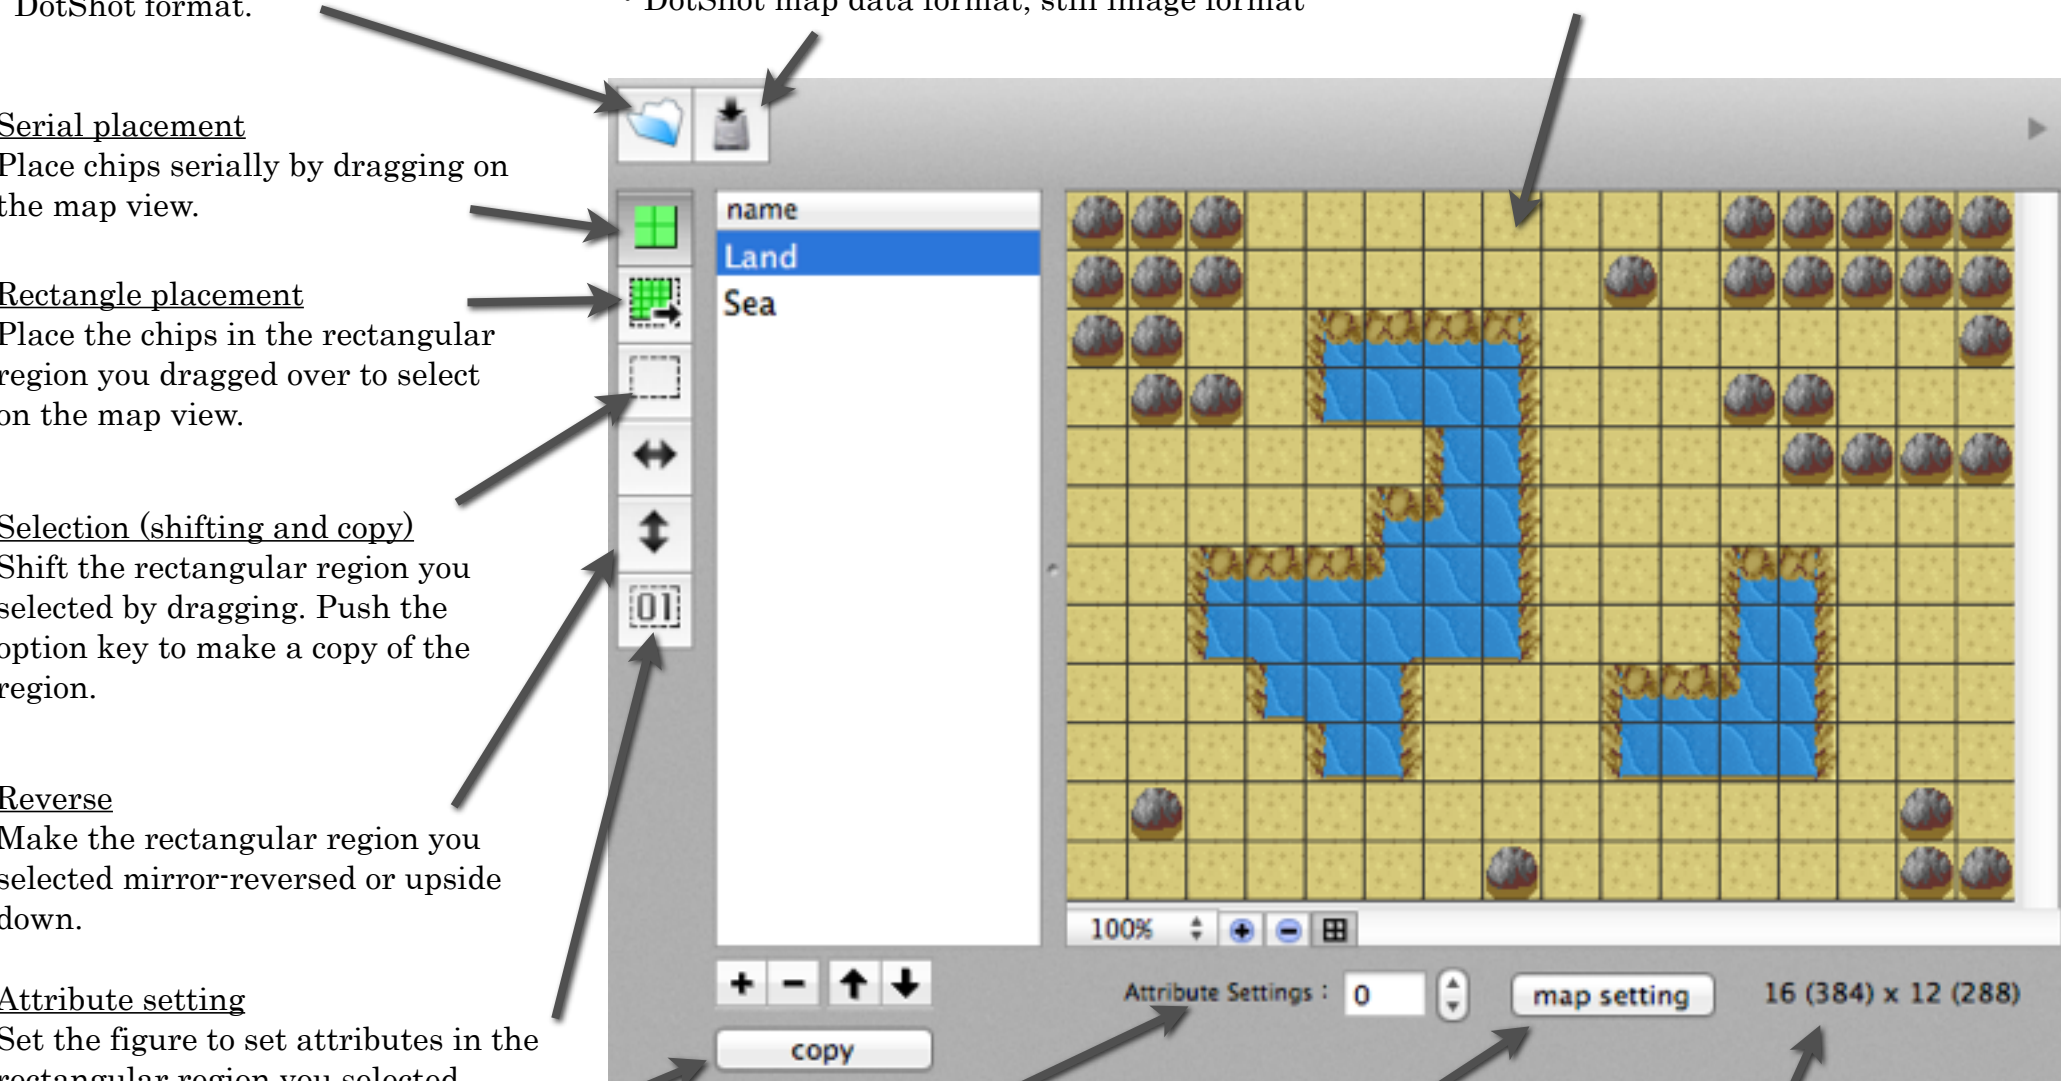 DotShot format.
DotShot map data format, still image format
Serial placement
Place chips serially by dragging on
the map view.
Rectangle placement
Place the chips in the rectangular
region you dragged over to select
on the map view.
Selection (shifting and copy)
Shift the rectangular region you
selected by dragging. Push the
option key to make a copy of the
region.
Reverse
Make the rectangular region you
selected mirror-reversed or upside
down.
Attribute setting
Set the figure to set attributes in the
rectangular region you selected
name
Land
Sea
01
100%
Attribute Settings : 0
map setting
16 (384) x 12 (288)
copy